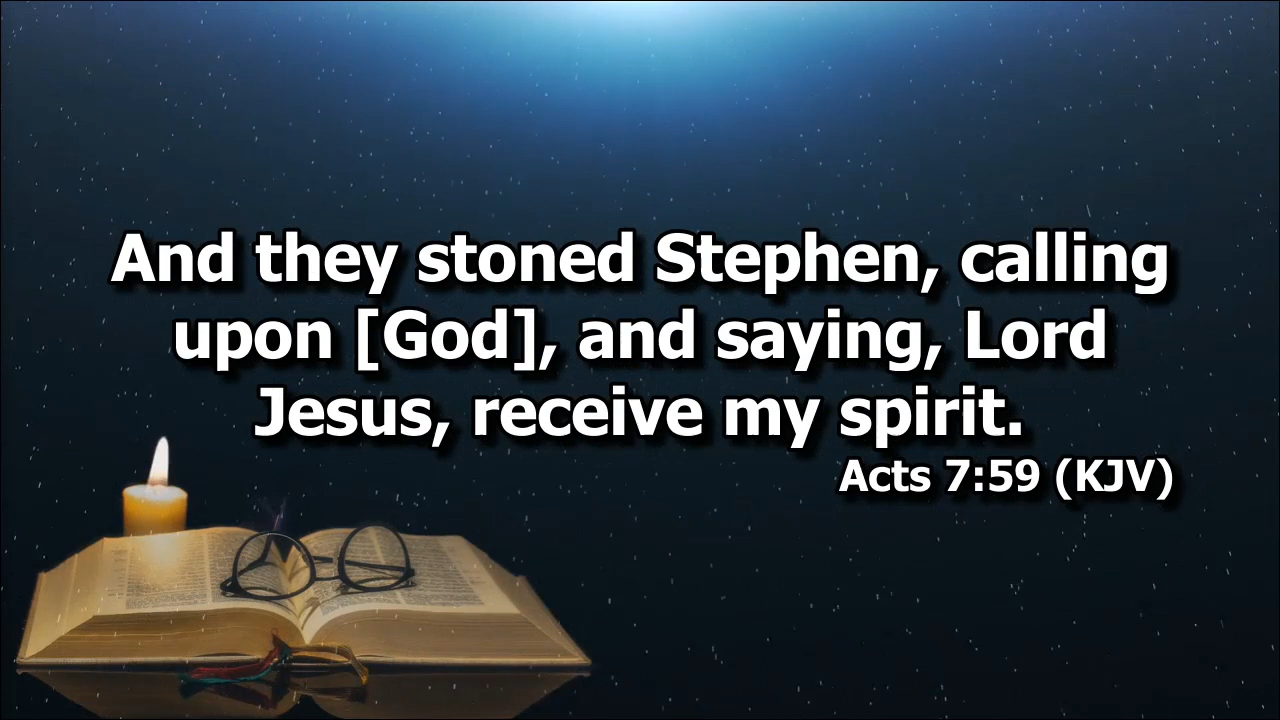 And they stoned Stephen, calling
upon [God], and saying, Lord
Jesus, receive my spirit.
Acts 7:59 (KJV)